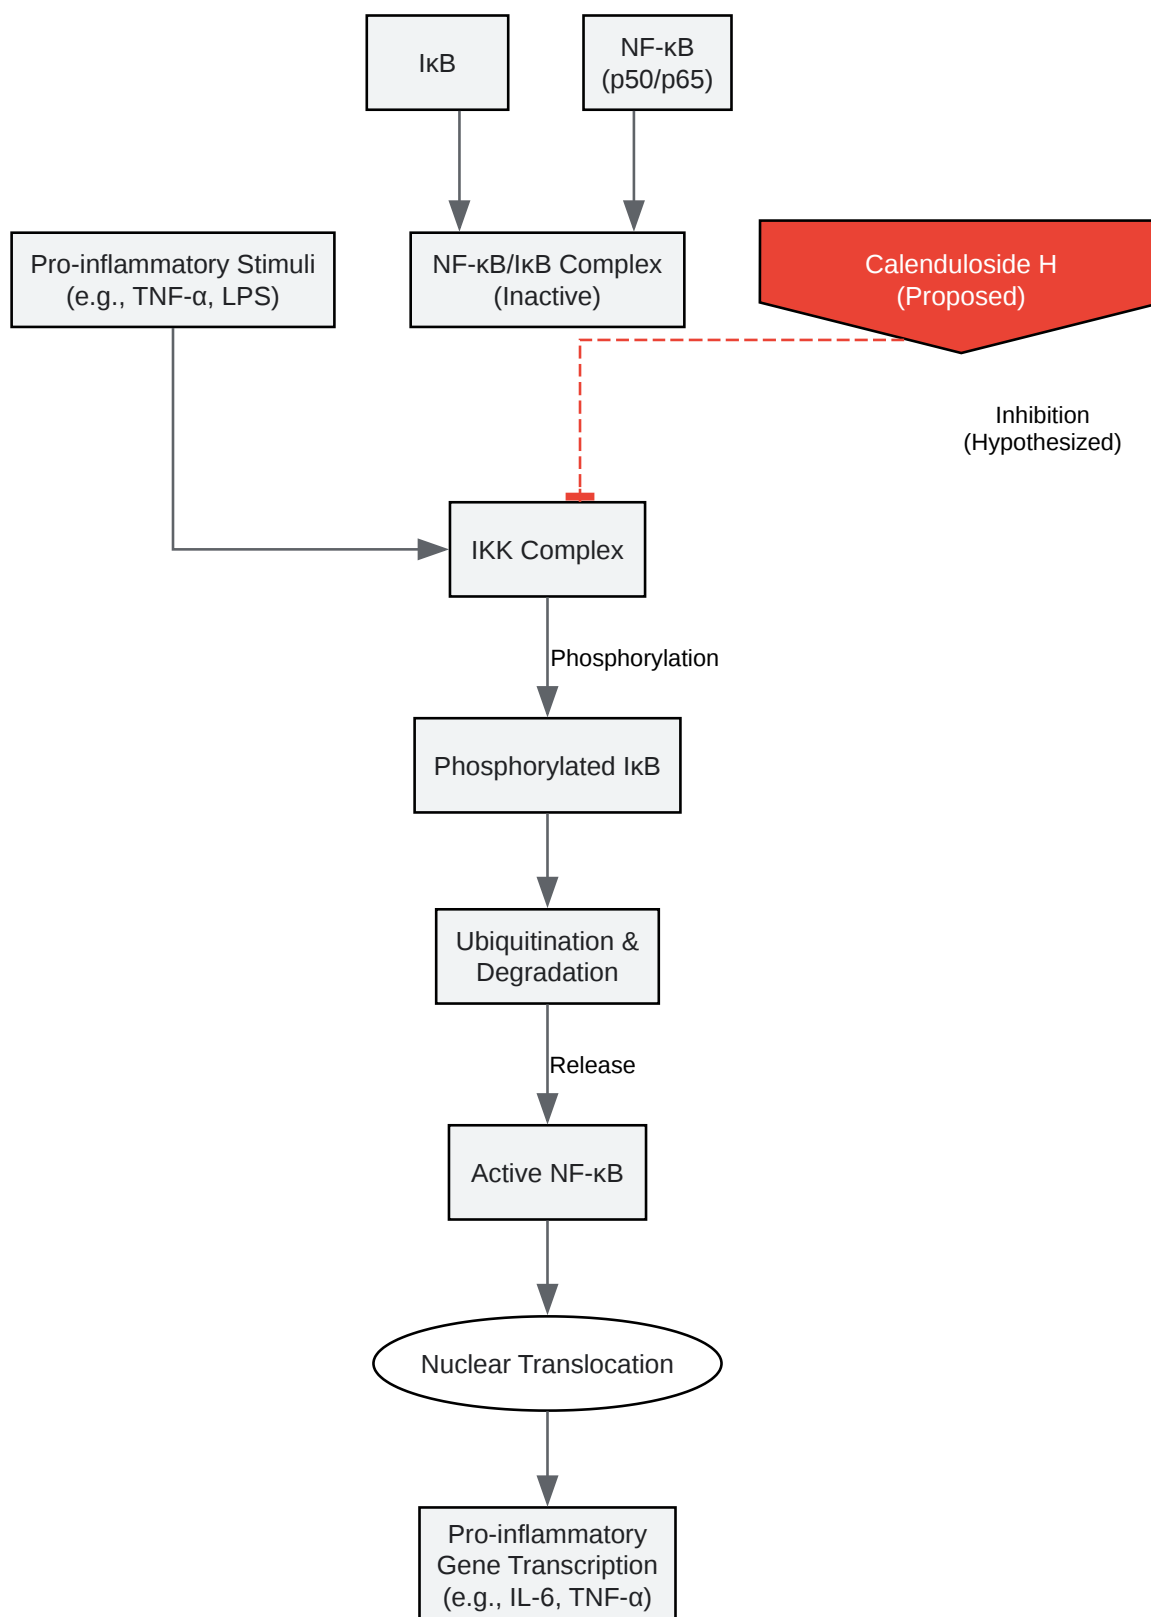 IκB
NF-κB
(p50/p65)
Pro-inflammatory Stimuli
(e.g., TNF-α, LPS)
NF-κB/IκB Complex
(Inactive)
Calenduloside H
(Proposed)
Inhibition
(Hypothesized)
IKK Complex
Phosphorylation
Phosphorylated IκB
Ubiquitination &
Degradation
Release
Active NF-κB
Nuclear Translocation
Pro-inflammatory
Gene Transcription
(e.g., IL-6, TNF-α)